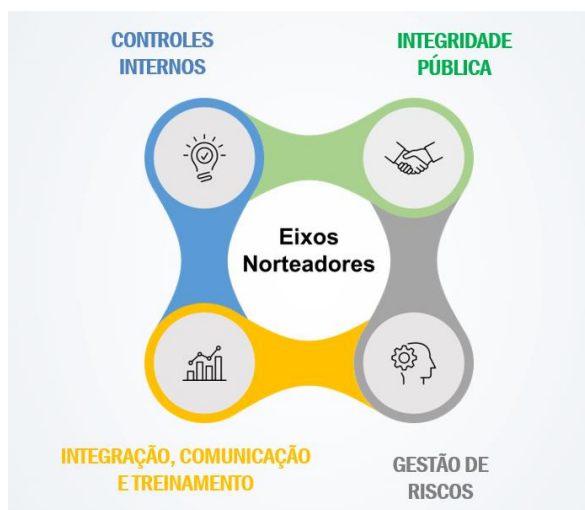 CONTROLES
INTERNOS
INTEGRIDADE
PÚBLICA
Eixos
Norteadores
INTEGRAÇÃO, COMUNICAÇÃO
E TREINAMENTO
GESTÃO DE
RISCOS